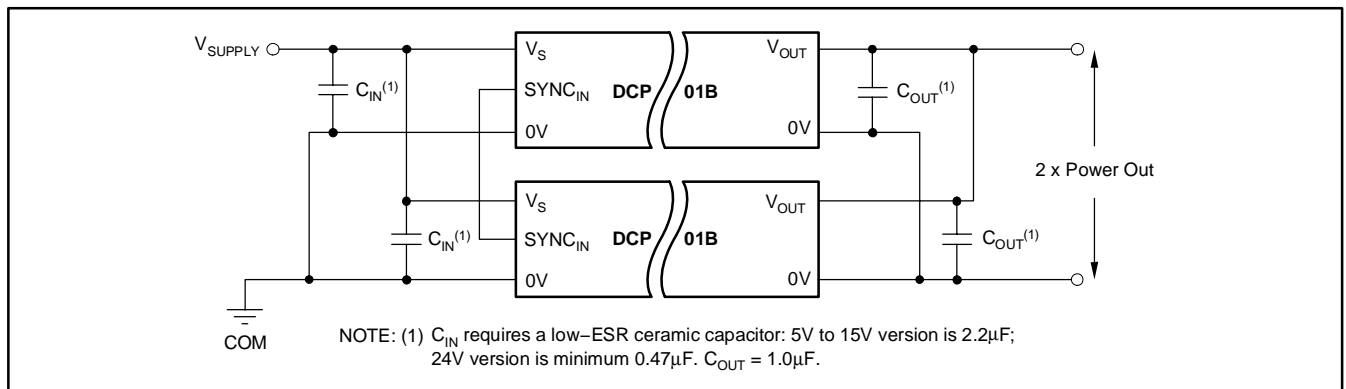 V_SUPPLY
C_IN^(1)
V_S
SYNC_IN
0V
DCP 01B
V_OUT
0V
C_OUT^(1)
2 x Power Out
C_IN^(1)
V_S
SYNC_IN
0V
DCP 01B
V_OUT
0V
C_OUT^(1)
COM
NOTE: (1) C_IN requires a low−ESR ceramic capacitor: 5V to 15V version is 2.2μF;
24V version is minimum 0.47μF. C_OUT = 1.0μF.